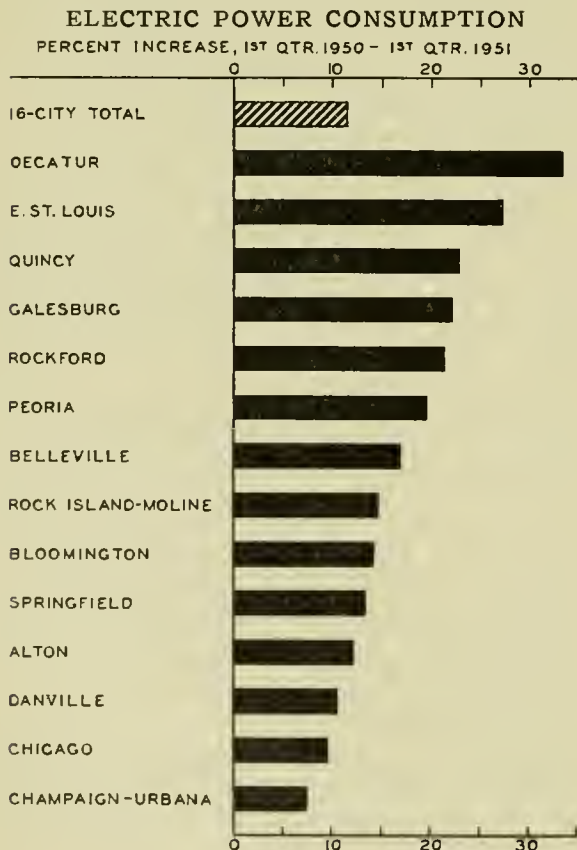 ELECTRIC POWER CONSUMPTION
PERCENT INCREASE, 1ST QTR. 1950 - 1ST QTR. 1951
0 10 20 30
16-CITY TOTAL
DECATUR
E. ST. LOUIS
QUINCY
GALESBURG
ROCKFORD
PEORIA
BELLEVILLE
ROCK ISLAND-MOLINE
BLOOMINGTON
SPRINGFIELD
ALTON
DANVILLE
CHICAGO
CHAMPAIGN-URBANA
0 10 20 30